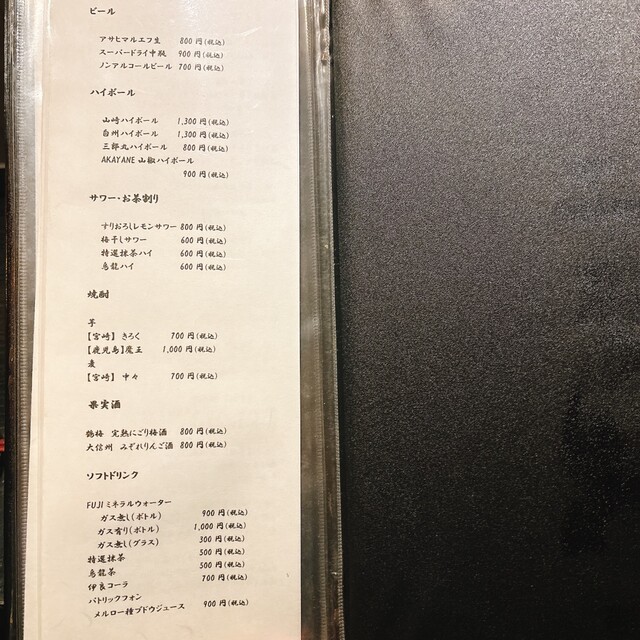 ビール
アサヒマルエフ生 800円(税込)
スーパードライ中瓶 900円(税込)
ノンアルコールビール 700円(税込)
ハイボール
山崎ハイボール 1,300円(税込)
白州ハイボール 1,300円(税込)
三郎丸ハイボール 800円(税込)
AKAYANE山椒ハイボール
900円(税込)
サワー・お茶割り
すりおろしレモンサワー 800円(税込)
梅干しサワー 600円(税込)
特選抹茶ハイ 600円(税込)
烏龍ハイ 600円(税込)
焼酎
芋
【宮崎】きろく 700円(税込)
【鹿児島】魔王 1,000円(税込)
麦
【宮崎】中々 700円(税込)
果実酒
鶴梅 完熟にごり梅酒 800円(税込)
大信州 みぞれりんご酒 800円(税込)
ソフトドリンク
FUJIミネラルウォーター
ガス無し(ボトル) 900円(税込)
ガス有り(ボトル) 1,000円(税込)
ガス無し(グラス) 300円(税込)
特選抹茶 500円(税込)
烏龍茶 500円(税込)
伊良コーラ 700円(税込)
パトリックフォン
メルロー種ブドウジュース 900円(税込)